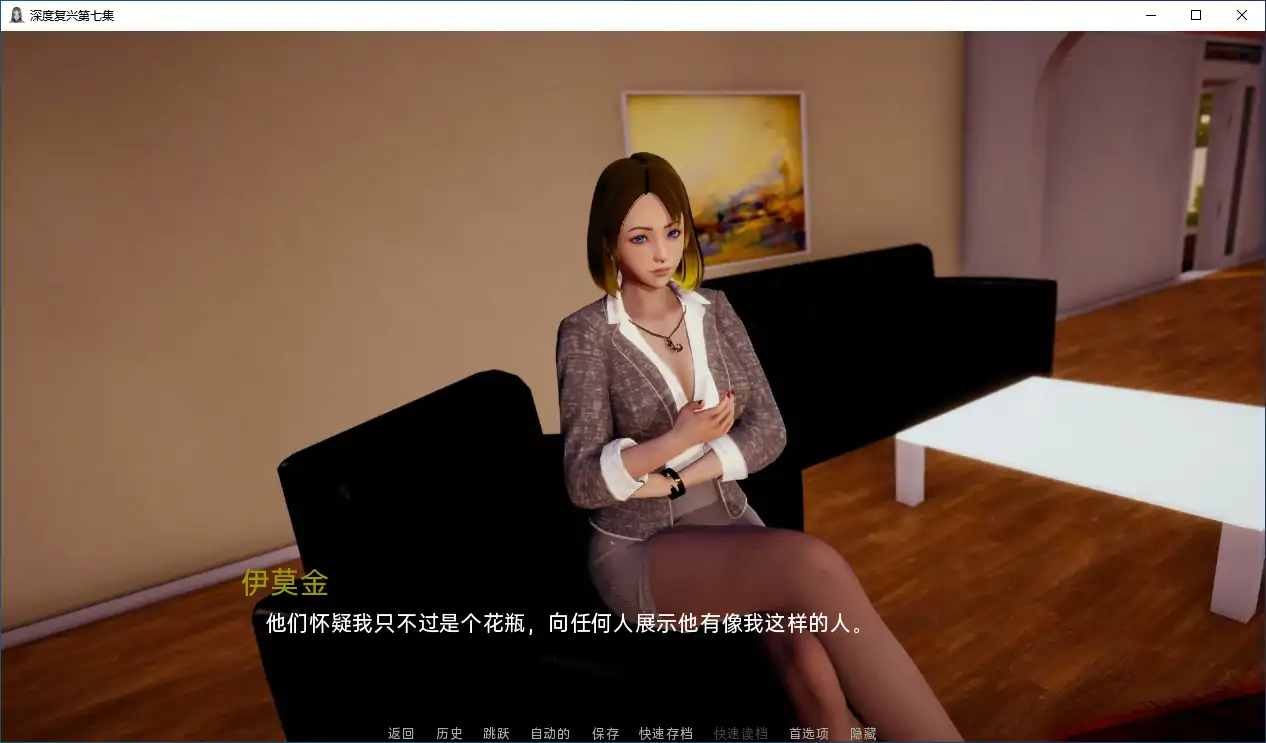 深度复兴第七集
伊莫金
他们怀疑我只不过是个花瓶，向任何人展示他有像我这样的人。
返回 历史 跳跃 自动的 保存 快速存档 快速读档 首选项 隐藏